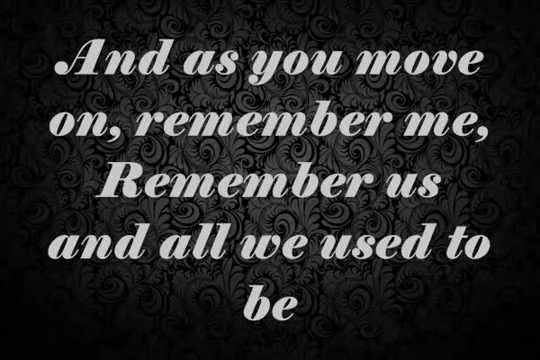 And as you move
on, remember me,
Remember us
and all we used to
be